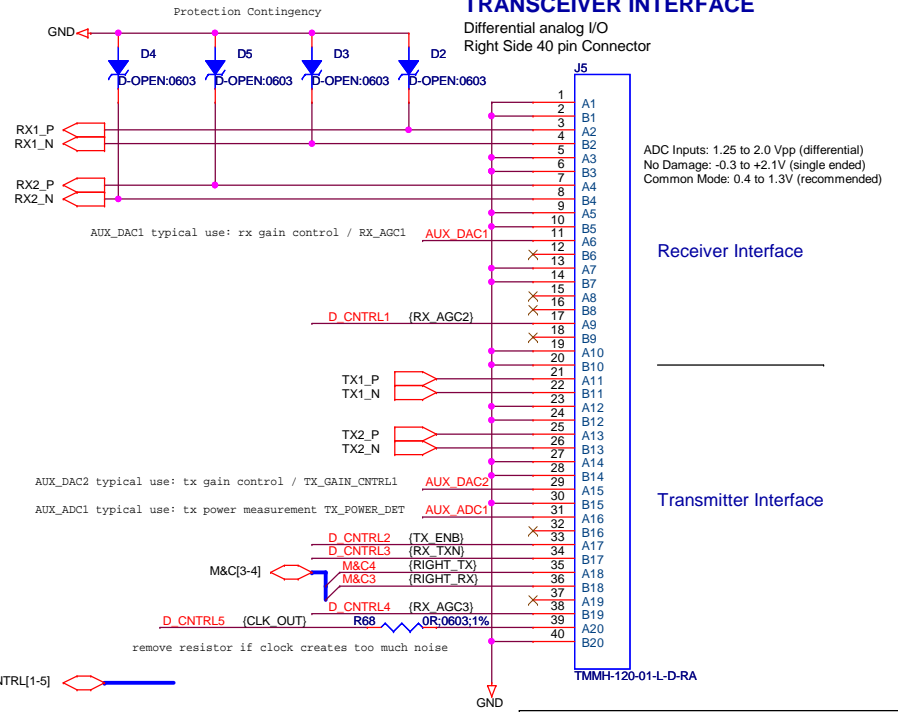 Protection Contingency
TRANSCEIVER INTERFACE
Differential analog I/O
Right Side 40 pin Connector
GND
D4
D5
D3
D2
D-OPEN:0603
D-OPEN:0603
D-OPEN:0603
D-OPEN:0603
J5
1 A1
2 B1
RX1_P 3 A2
RX1_N 4 B2
5 A3
6 B3
RX2_P 7 A4
RX2_N 8 B4
9 A5
10 B5
ADC Inputs: 1.25 to 2.0 Vpp (differential)
No Damage: -0.3 to +2.1V (single ended)
Common Mode: 0.4 to 1.3V (recommended)
AUX_DAC1 typical use: rx gain control / RX_AGC1 AUX_DAC1 11 A6
12 B6
Receiver Interface
13 A7
14 B7
15 A8
16 B8
D_CNTRL1 {RX_AGC2} 17 A9
18 B9
19 A10
20 B10
TX1_P 21 A11
TX1_N 22 B11
23 A12
24 B12
TX2_P 25 A13
TX2_N 26 B13
27 A14
28 B14
AUX_DAC2 typical use: tx gain control / TX_GAIN_CNTRL1 AUX_DAC2 29 A15
30 B15
Transmitter Interface
AUX_ADC1 typical use: tx power measurement TX_POWER_DET AUX_ADC1 31 A16
32 B16
D_CNTRL2 {TX_ENB} 33 A17
D_CNTRL3 {RX_TXN} 34 B17
M&C[3-4]
M&C4 {RIGHT_TX} 35 A18
M&C3 {RIGHT_RX} 36 B18
37 A19
D_CNTRL4 {RX_AGC3} 38 B19
D_CNTRL5 {CLK_OUT} R68 0R;0603;1% 39 A20
40 B20
remove resistor if clock creates too much noise
TMMH-120-01-L-D-RA
NTRL[1-5]
GND